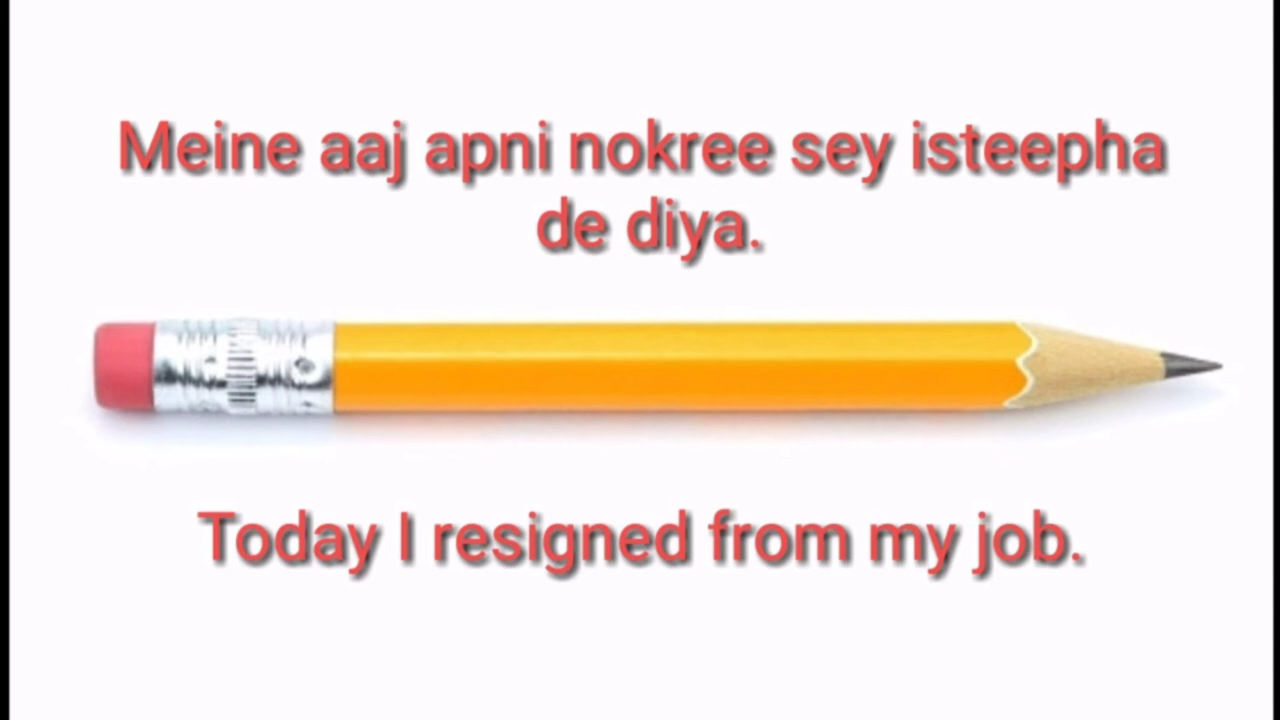 Meine aaj apni nokree sey isteepha
de diya.
Today I resigned from my job.